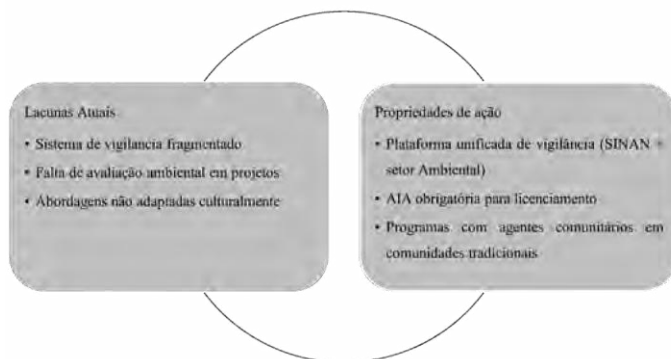 Lacunas Atuais
• Sistema de vigilancia fragmentado
• Falta de avaliação ambiental em projetos
• Abordagens não adaptadas culturalmente
Propriedades de ação
• Plataforma unificada de vigilância (SINAN +
setor Ambiental)
• AIA obrigatória para licenciamento
• Programas com agentes comunitários em
comunidades tradicionais